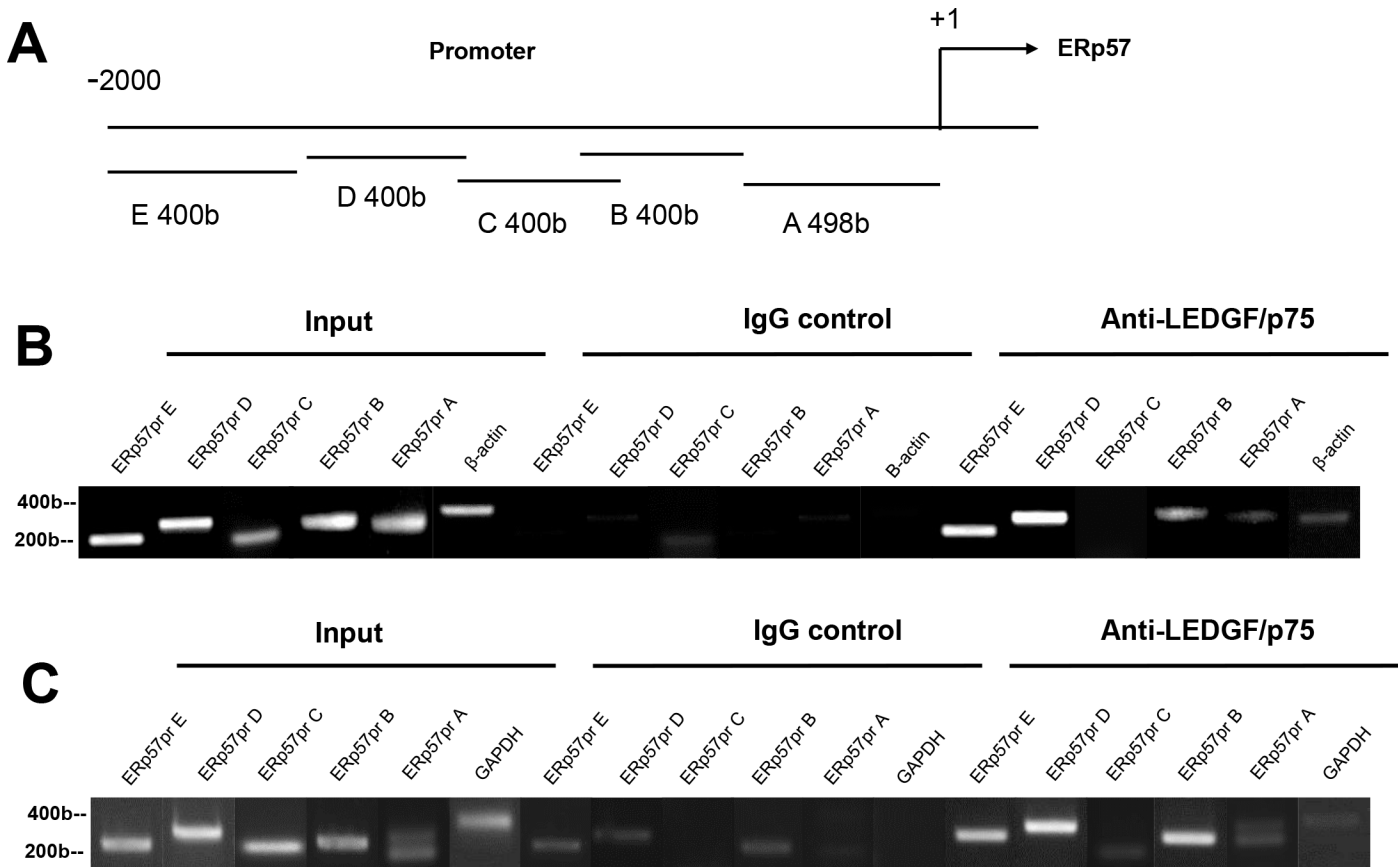 A
+1
Promoter
ERp57
-2000
E 400b
D 400b
C 400b
B 400b
A 498b
B
Input
IgG control
Anti-LEDGF/p75
ERp57pr E
ERp57pr D
ERp57pr C
ERp57pr B
ERp57pr A
β-actin
ERp57pr E
ERp57pr D
ERp57pr C
ERp57pr B
ERp57pr A
B-actin
ERp57pr E
ERp57pr D
ERp57pr C
ERp57pr B
ERp57pr A
β-actin
400b--
200b--
C
Input
IgG control
Anti-LEDGF/p75
ERp57pr E
ERp57pr D
ERp57pr C
ERp57pr B
ERp57pr A
GAPDH
ERp57pr E
ERp57pr D
ERp57pr C
ERp57pr B
ERp57pr A
GAPDH
ERp57pr E
ERp57pr D
ERp57pr C
ERp57pr B
ERp57pr A
GAPDH
400b--
200b--